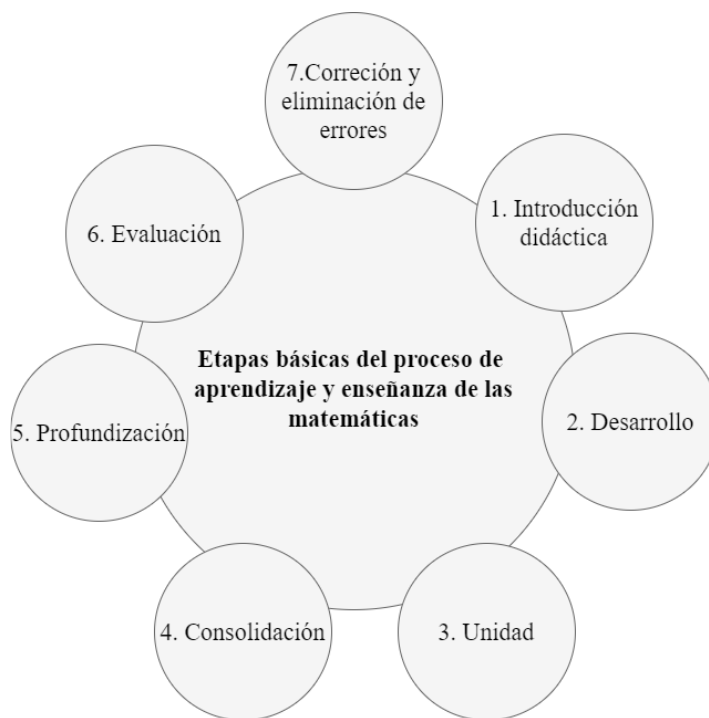 7.Correción y
eliminación de
errores
1. Introducción
didáctica
6. Evaluación
Etapas básicas del proceso de
aprendizaje y enseñanza de las
matemáticas
2. Desarrollo
5. Profundización
4. Consolidación
3. Unidad